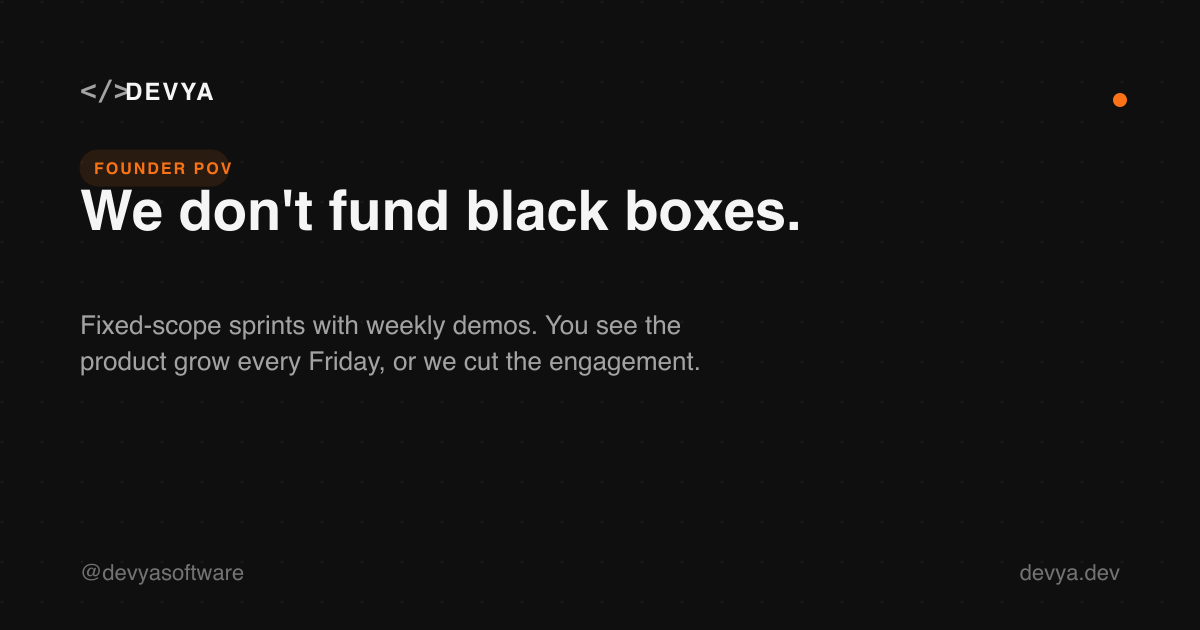 </>DEVYA
FOUNDER POV
We don't fund black boxes.
Fixed-scope sprints with weekly demos. You see the
product grow every Friday, or we cut the engagement.
@devyasoftware
devya.dev